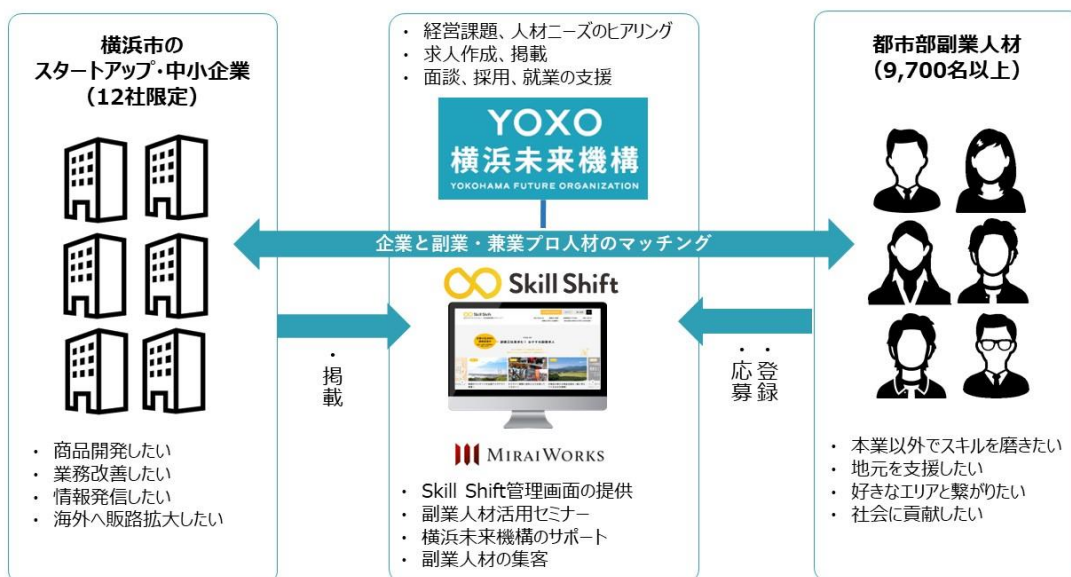 横浜市の
スタートアップ・中小企業
（12社限定）
・商品開発したい
・業務改善したい
・情報発信したい
・海外へ販路拡大したい
・経営課題、人材ニーズのヒアリング
・求人作成、掲載
・面談、採用、就業の支援
YOXO
横浜未来機構
YOKOHAMA FUTURE ORGANIZATION
企業と副業・兼業プロ人材のマッチング
Skill Shift
・掲載
・登録
・応募
MIRAIWORKS
・Skill Shift管理画面の提供
・副業人材活用セミナー
・横浜未来機構のサポート
・副業人材の集客
都市部副業人材
（9,700名以上）
・本業以外でスキルを磨きたい
・地元を支援したい
・好きなエリアと繋がりたい
・社会に貢献したい